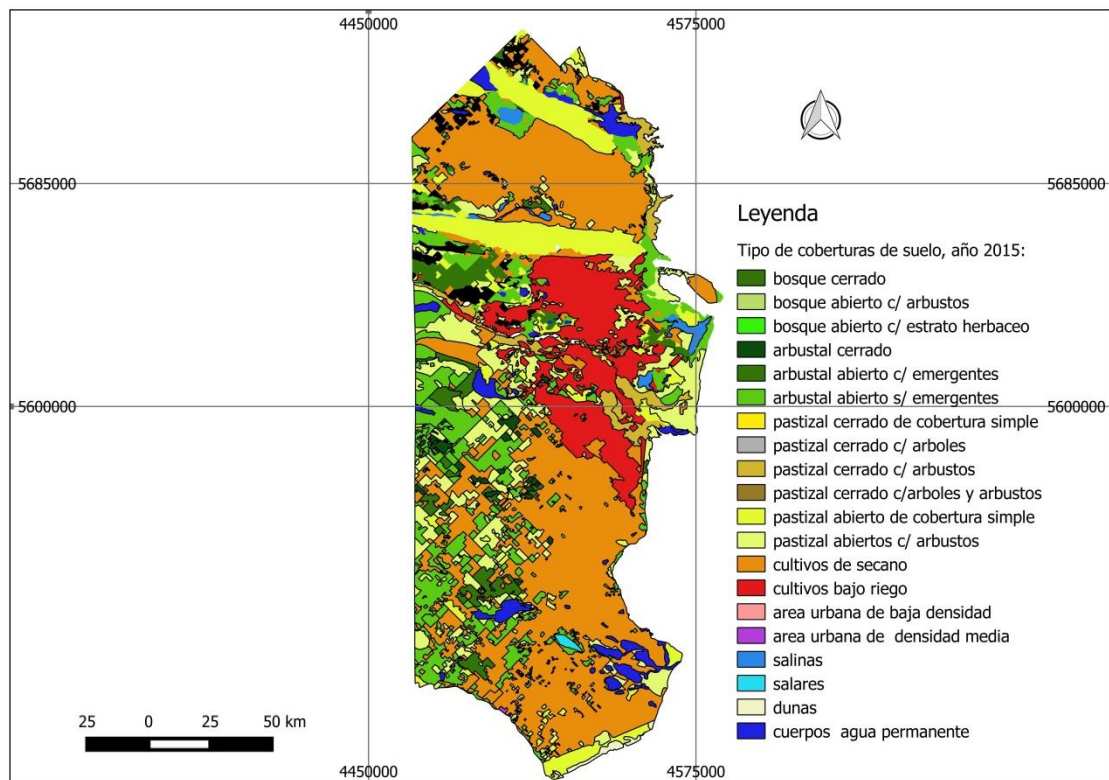 4450000
4575000
5685000
5685000
Leyenda
Tipo de coberturas de suelo, año 2015:
bosque cerrado
bosque abierto c/ arbustos
bosque abierto c/ estrato herbaceo
arbustal cerrado
arbustal abierto c/ emergentes
arbustal abierto s/ emergentes
5600000
5600000
pastizal cerrado de cobertura simple
pastizal cerrado c/ arboles
pastizal cerrado c/ arbustos
pastizal cerrado c/arboles y arbustos
pastizal abierto de cobertura simple
pastizal abiertos c/ arbustos
cultivos de secano
cultivos bajo riego
area urbana de baja densidad
area urbana de  densidad media
salinas
salares
dunas
cuerpos  agua permanente
25 0 25 50 km
4450000
4575000